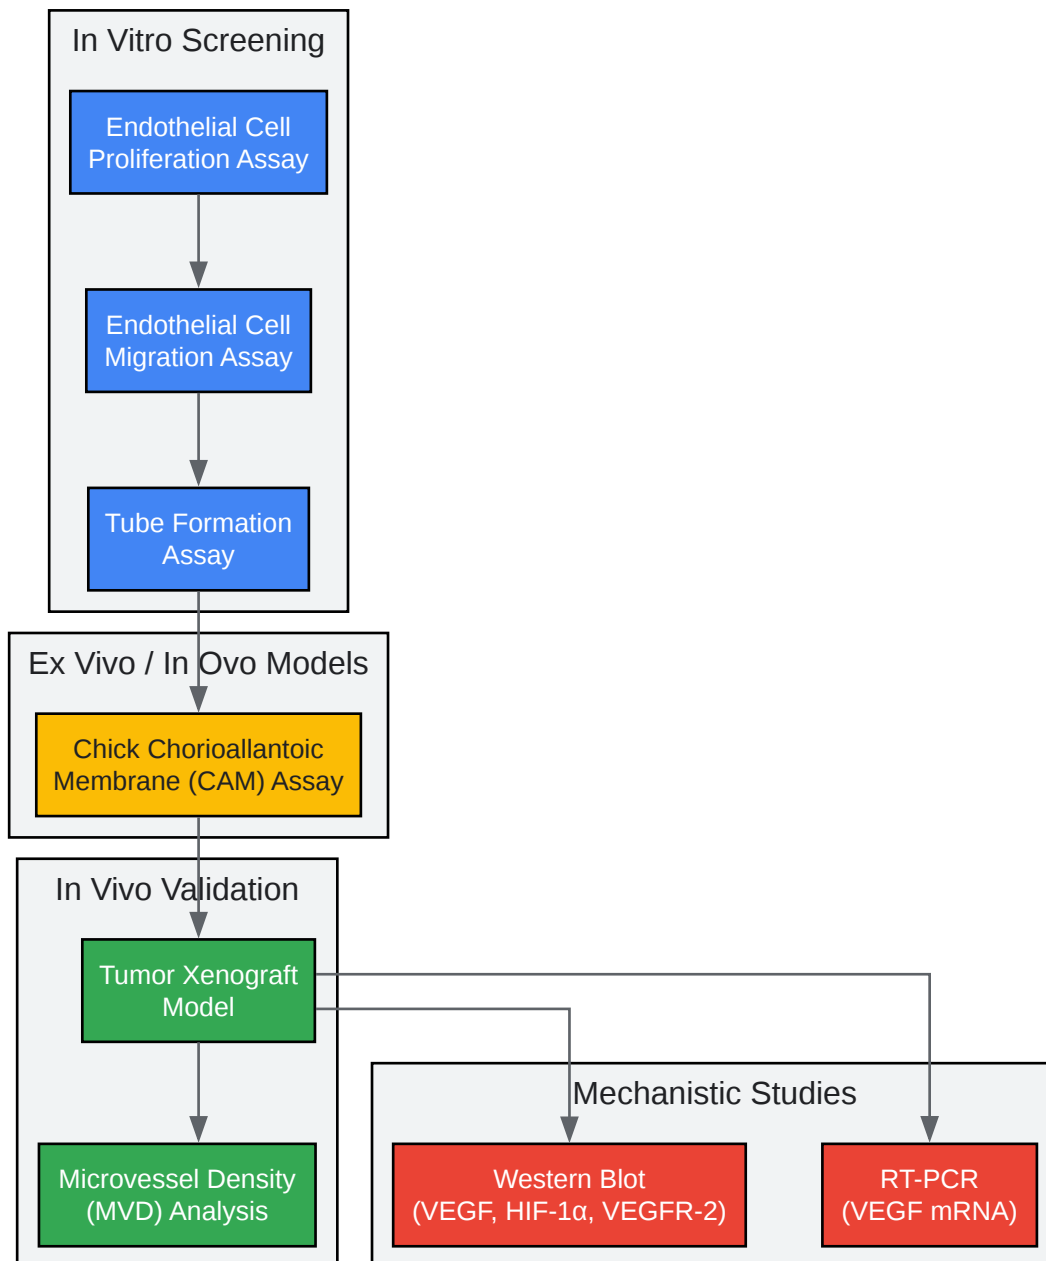 In Vitro Screening
Endothelial Cell
Proliferation Assay
Endothelial Cell
Migration Assay
Tube Formation
Assay
Ex Vivo / In Ovo Models
Chick Chorioallantoic
Membrane (CAM) Assay
In Vivo Validation
Tumor Xenograft
Model
Microvessel Density
(MVD) Analysis
Mechanistic Studies
Western Blot
(VEGF, HIF-1α, VEGFR-2)
RT-PCR
(VEGF mRNA)